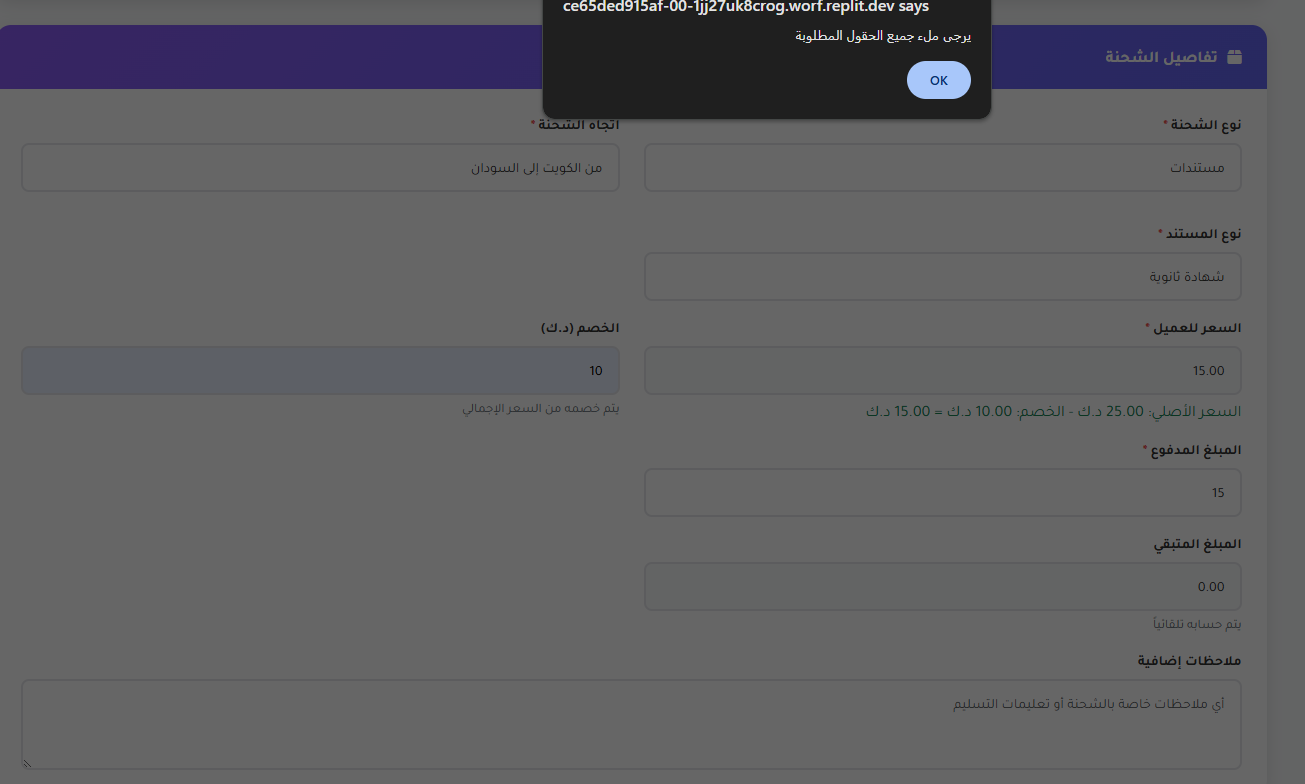 ce65ded915af-00-1jj27uk8crog.worf.replit.dev says
يرجى ملء جميع الحقول المطلوبة
OK
تفاصيل الشحنة
نوع الشحنة *
اتجاه الشحنة *
مستندات
من الكويت إلى السودان
نوع المستند *
شهادة ثانوية
السعر للعميل *
الخصم (د.ك)
15.00
10
السعر الأصلي: 25.00 د.ك - الخصم: 10.00 د.ك = 15.00 د.ك
يتم خصمه من السعر الإجمالي
المبلغ المدفوع *
15
المبلغ المتبقي
0.00
يتم حسابه تلقائياً
ملاحظات إضافية
أي ملاحظات خاصة بالشحنة أو تعليمات التسليم